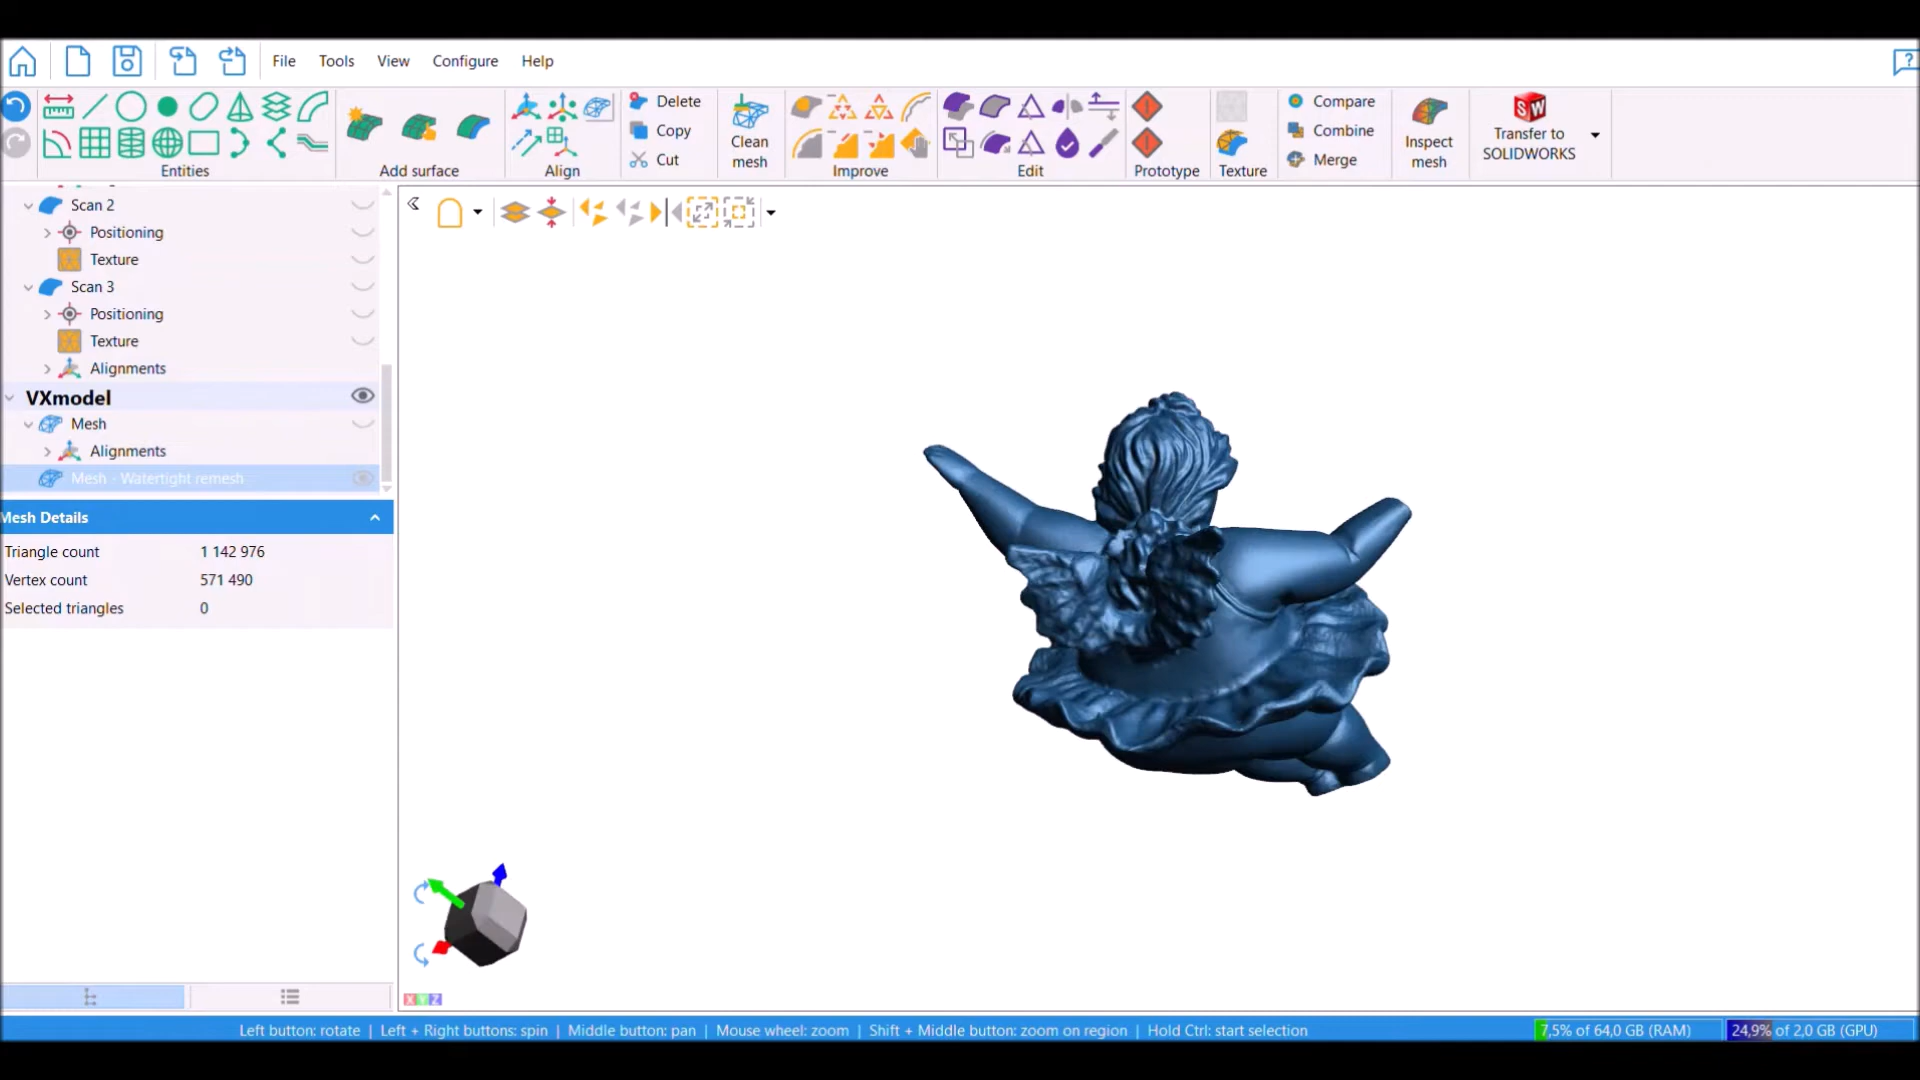 File Tools View Configure Help
Delete
Copy
Cut
Clean mesh
Compare
Combine
Merge
Inspect mesh
SW
Transfer to SOLIDWORKS
Entities
Add surface
Align
Improve
Edit
Prototype
Texture
Scan 2
Positioning
Texture
Scan 3
Positioning
Texture
Alignments
VXmodel
Mesh
Alignments
Mesh - Watertight remesh
Mesh Details
Triangle count 1 142 976
Vertex count 571 490
Selected triangles 0
X Y Z
Left button: rotate | Left + Right buttons: spin | Middle button: pan | Mouse wheel: zoom | Shift + Middle button: zoom on region | Hold Ctrl: start selection
7,5% of 64,0 GB (RAM)
24,9% of 2,0 GB (GPU)